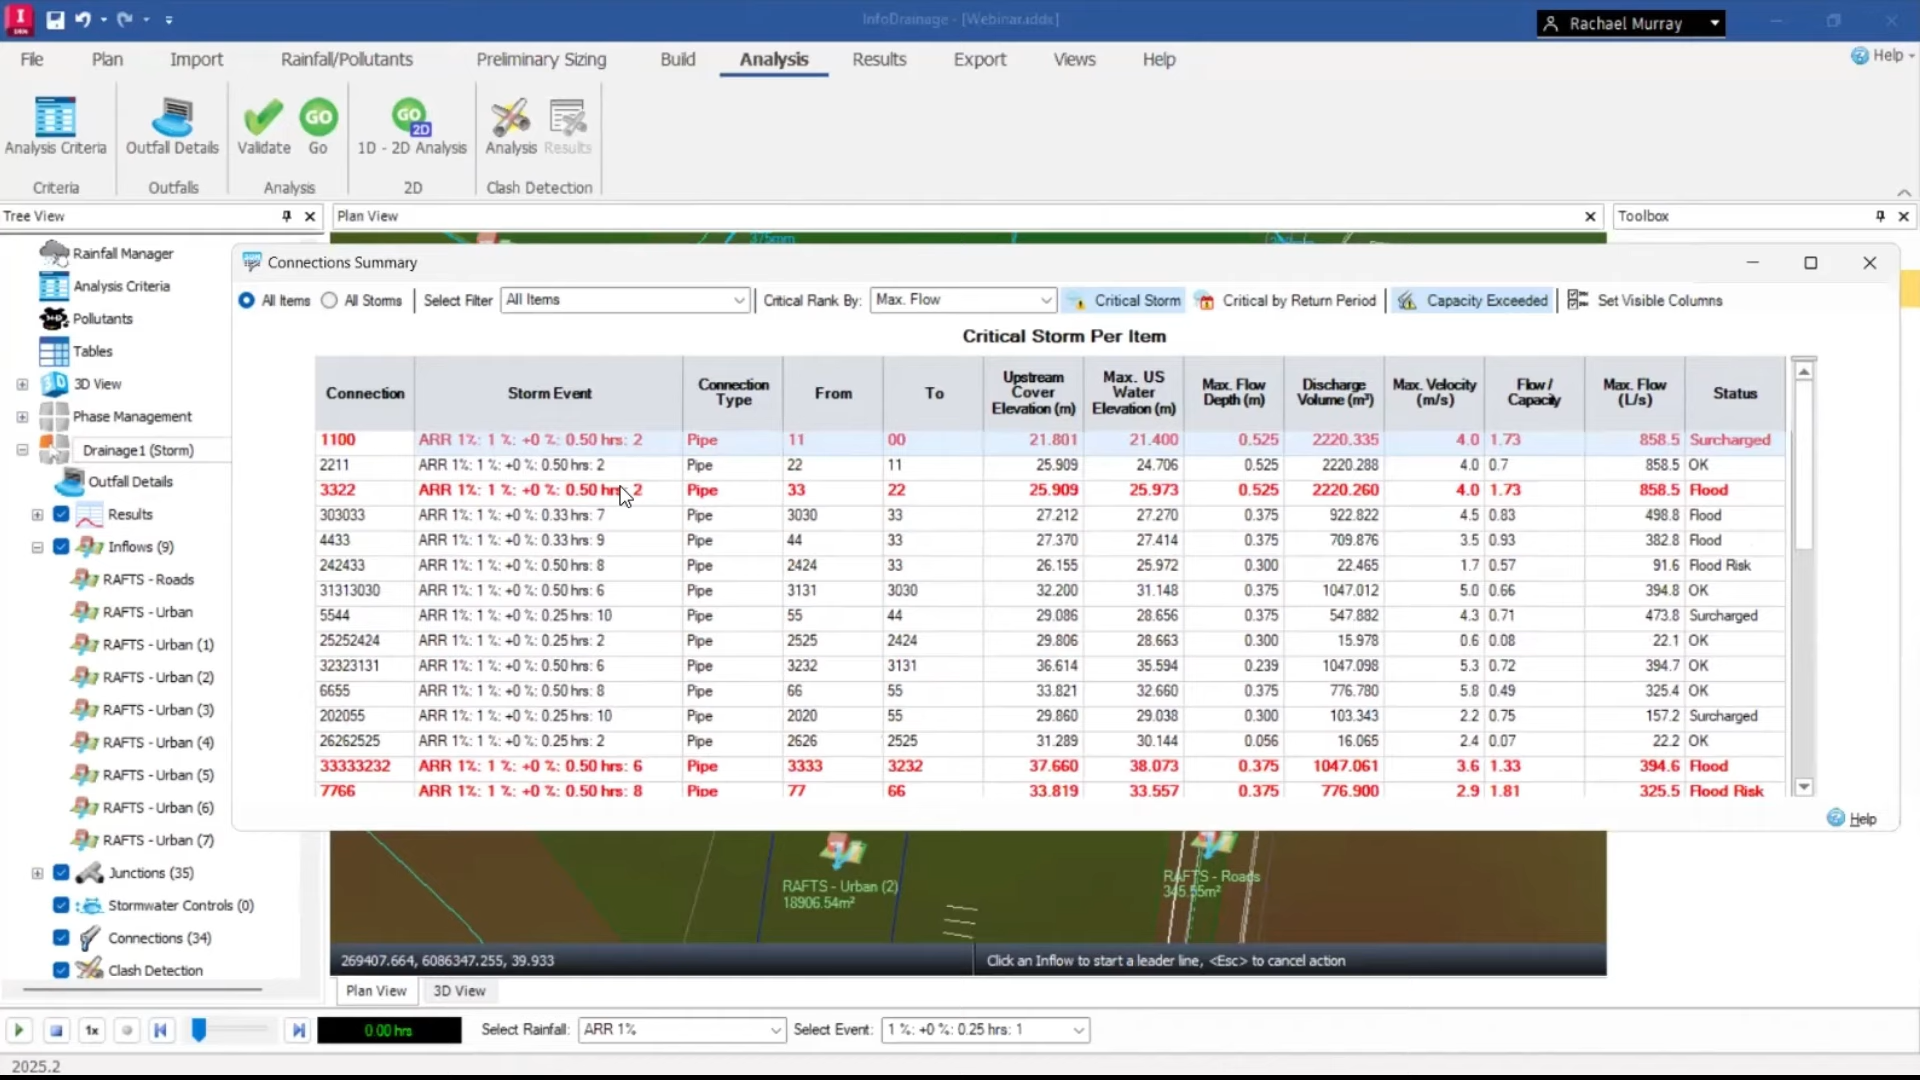 InfoDrainage - [Webinar.iddx]
Rachael Murray
File Plan Import Rainfall/Pollutants Preliminary Sizing Build Analysis Results Export Views Help
Help
Analysis Criteria Outfall Details Validate Go 1D - 2D Analysis Analysis Results
Criteria Outfalls Analysis 2D Clash Detection
Tree View
Plan View
Toolbox
Rainfall Manager
Analysis Criteria
Pollutants
Tables
3D View
Phase Management
Drainage1 (Storm)
Outfall Details
Results
Inflows (9)
RAFTS - Roads
RAFTS - Urban
RAFTS - Urban (1)
RAFTS - Urban (2)
RAFTS - Urban (3)
RAFTS - Urban (4)
RAFTS - Urban (5)
RAFTS - Urban (6)
RAFTS - Urban (7)
Junctions (35)
Stormwater Controls (0)
Connections (34)
Clash Detection
375mm
Connections Summary
All Items All Storms Select Filter All Items Critical Rank By: Max. Flow Critical Storm Critical by Return Period Capacity Exceeded Set Visible Columns
Critical Storm Per Item
Connection Storm Event Connection Type From To Upstream Cover Elevation (m) Max. US Water Elevation (m) Max. Flow Depth (m) Discharge Volume (m³) Max. Velocity (m/s) Flow / Capacity Max. Flow (L/s) Status
1100 ARR 1%: 1 %: +0 %: 0.50 hrs: 2 Pipe 11 00 21.801 21.400 0.525 2220.335 4.0 1.73 858.5 Surcharged
2211 ARR 1%: 1 %: +0 %: 0.50 hrs: 2 Pipe 22 11 25.909 24.706 0.525 2220.288 4.0 0.7 858.5 OK
3322 ARR 1%: 1 %: +0 %: 0.50 hrs: 2 Pipe 33 22 25.909 25.973 0.525 2220.260 4.0 1.73 858.5 Flood
303033 ARR 1%: 1 %: +0 %: 0.33 hrs: 7 Pipe 3030 33 27.212 27.270 0.375 922.822 4.5 0.83 498.8 Flood
4433 ARR 1%: 1 %: +0 %: 0.33 hrs: 9 Pipe 44 33 27.370 27.414 0.375 709.876 3.5 0.93 382.8 Flood
242433 ARR 1%: 1 %: +0 %: 0.50 hrs: 8 Pipe 2424 33 26.155 25.972 0.300 22.465 1.7 0.57 91.6 Flood Risk
31313030 ARR 1%: 1 %: +0 %: 0.50 hrs: 6 Pipe 3131 3030 32.200 31.148 0.375 1047.012 5.0 0.66 394.8 OK
5544 ARR 1%: 1 %: +0 %: 0.25 hrs: 10 Pipe 55 44 29.086 28.656 0.375 547.882 4.3 0.71 473.8 Surcharged
25252424 ARR 1%: 1 %: +0 %: 0.25 hrs: 2 Pipe 2525 2424 29.806 28.663 0.300 15.978 0.6 0.08 22.1 OK
32323131 ARR 1%: 1 %: +0 %: 0.50 hrs: 6 Pipe 3232 3131 36.614 35.594 0.239 1047.098 5.3 0.72 394.7 OK
6655 ARR 1%: 1 %: +0 %: 0.50 hrs: 8 Pipe 66 55 33.821 32.660 0.375 776.780 5.8 0.49 325.4 OK
202055 ARR 1%: 1 %: +0 %: 0.25 hrs: 10 Pipe 2020 55 29.860 29.038 0.300 103.343 2.2 0.75 157.2 Surcharged
26262525 ARR 1%: 1 %: +0 %: 0.25 hrs: 2 Pipe 2626 2525 31.289 30.144 0.056 16.065 2.4 0.07 22.2 OK
33333232 ARR 1%: 1 %: +0 %: 0.50 hrs: 6 Pipe 3333 3232 37.660 38.073 0.375 1047.061 3.6 1.33 394.6 Flood
7766 ARR 1%: 1 %: +0 %: 0.50 hrs: 8 Pipe 77 66 33.819 33.557 0.375 776.900 2.9 1.81 325.5 Flood Risk
Help
RAFTS - Urban (2)
18906.54m²
RAFTS - Roads
345.55m²
269407.664, 6086347.255, 39.933
Click an Inflow to start a leader line, <Esc> to cancel action
Plan View 3D View
1x 0.00 hrs Select Rainfall: ARR 1% Select Event: 1 %: +0 %: 0.25 hrs: 1
2025.2